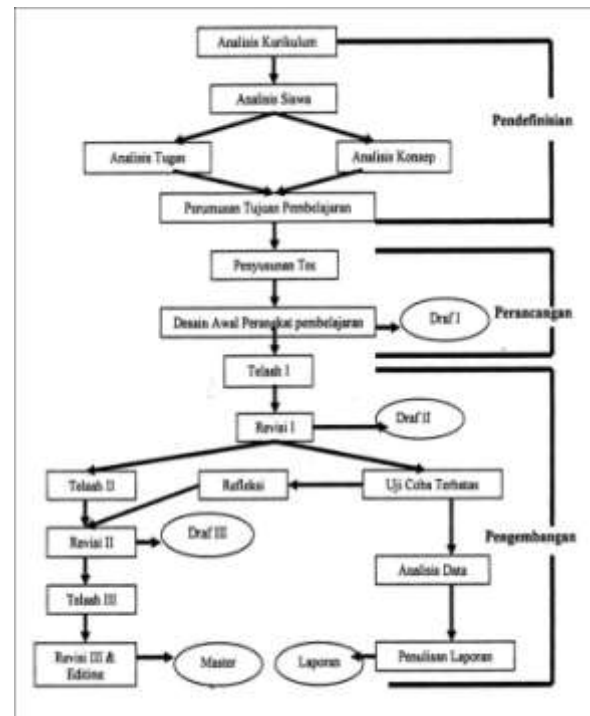 Analisis Kurikulum
Analisis Siswa
Pendefinisian
Analisis Tugas
Analisis Konsep
Perumusan Tujuan Pembelajaran
Penyusunan Tes
Desain Awal Perangkat pembelajaran
Draf I
Perancangan
Telaah I
Revisi I
Draf II
Telaah II
Refleksi
Uji Coba Terbatas
Revisi II
Draf III
Pengembangan
Analisis Data
Telaah III
Revisi III &
Editing
Master
Laporan
Penulisan Laporan